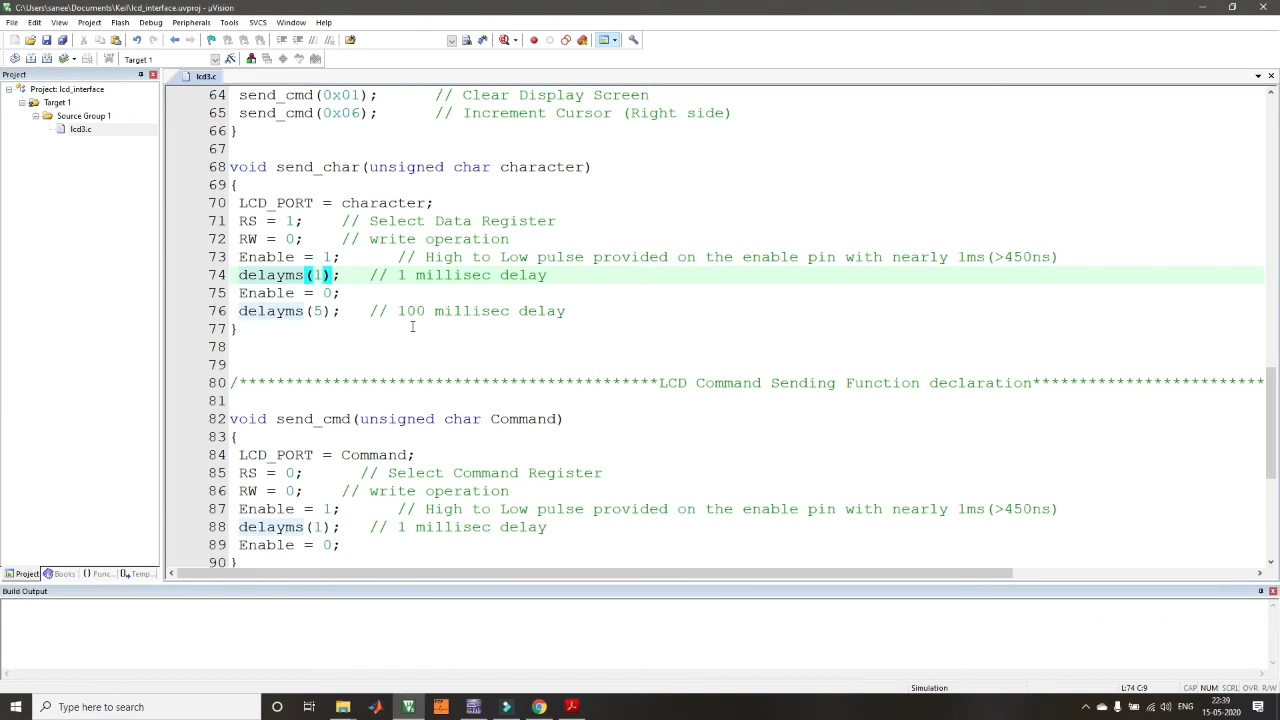 C:\Users\sanee\Documents\Keil\lcd_interface.uvproj - µVision
File Edit View Project Flash Debug Peripherals Tools SVCS Window Help
Target 1
Project
lcd3.c
Project: lcd_interface
Target 1
Source Group 1
lcd3.c
64 send_cmd(0x01); // Clear Display Screen
65 send_cmd(0x06); // Increment Cursor (Right side)
66 }
67
68 void send_char(unsigned char character)
69 {
70 LCD_PORT = character;
71 RS = 1; // Select Data Register
72 RW = 0; // write operation
73 Enable = 1; // High to Low pulse provided on the enable pin with nearly 1ms(>450ns)
74 delayms(1); // 1 millisec delay
75 Enable = 0;
76 delayms(5); // 100 millisec delay
77 }
78
79
80 /*********************************************LCD Command Sending Function declaration*************************
81
82 void send_cmd(unsigned char Command)
83 {
84 LCD_PORT = Command;
85 RS = 0; // Select Command Register
86 RW = 0; // write operation
87 Enable = 1; // High to Low pulse provided on the enable pin with nearly 1ms(>450ns)
88 delayms(1); // 1 millisec delay
89 Enable = 0;
90 }
Project Books {} Func... Temp...
Build Output
Simulation L:74 C:9 CAP NUM SCRL OVR R/W
Type here to search
ENG
22:39
15-05-2020